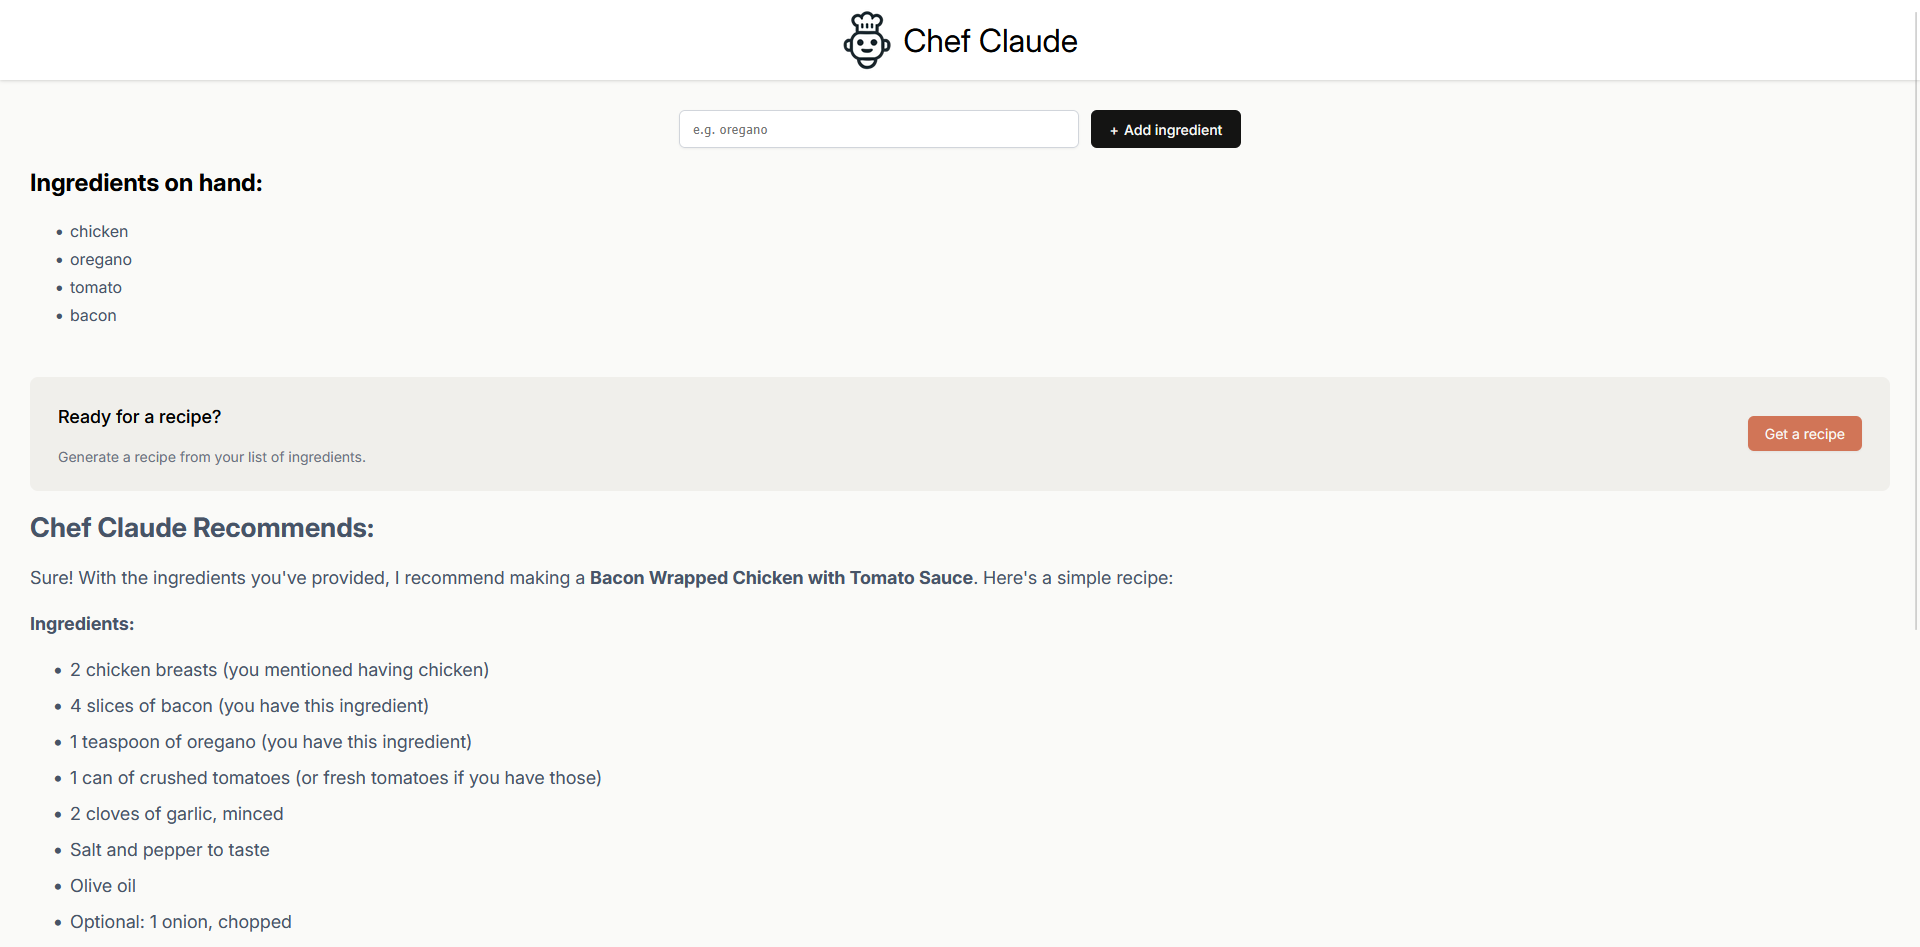 Chef Claude
e.g. oregano
+ Add ingredient
Ingredients on hand:
• chicken
• oregano
• tomato
• bacon
Ready for a recipe?
Generate a recipe from your list of ingredients.
Get a recipe
Chef Claude Recommends:
Sure! With the ingredients you've provided, I recommend making a Bacon Wrapped Chicken with Tomato Sauce. Here's a simple recipe:
Ingredients:
• 2 chicken breasts (you mentioned having chicken)
• 4 slices of bacon (you have this ingredient)
• 1 teaspoon of oregano (you have this ingredient)
• 1 can of crushed tomatoes (or fresh tomatoes if you have those)
• 2 cloves of garlic, minced
• Salt and pepper to taste
• Olive oil
• Optional: 1 onion, chopped